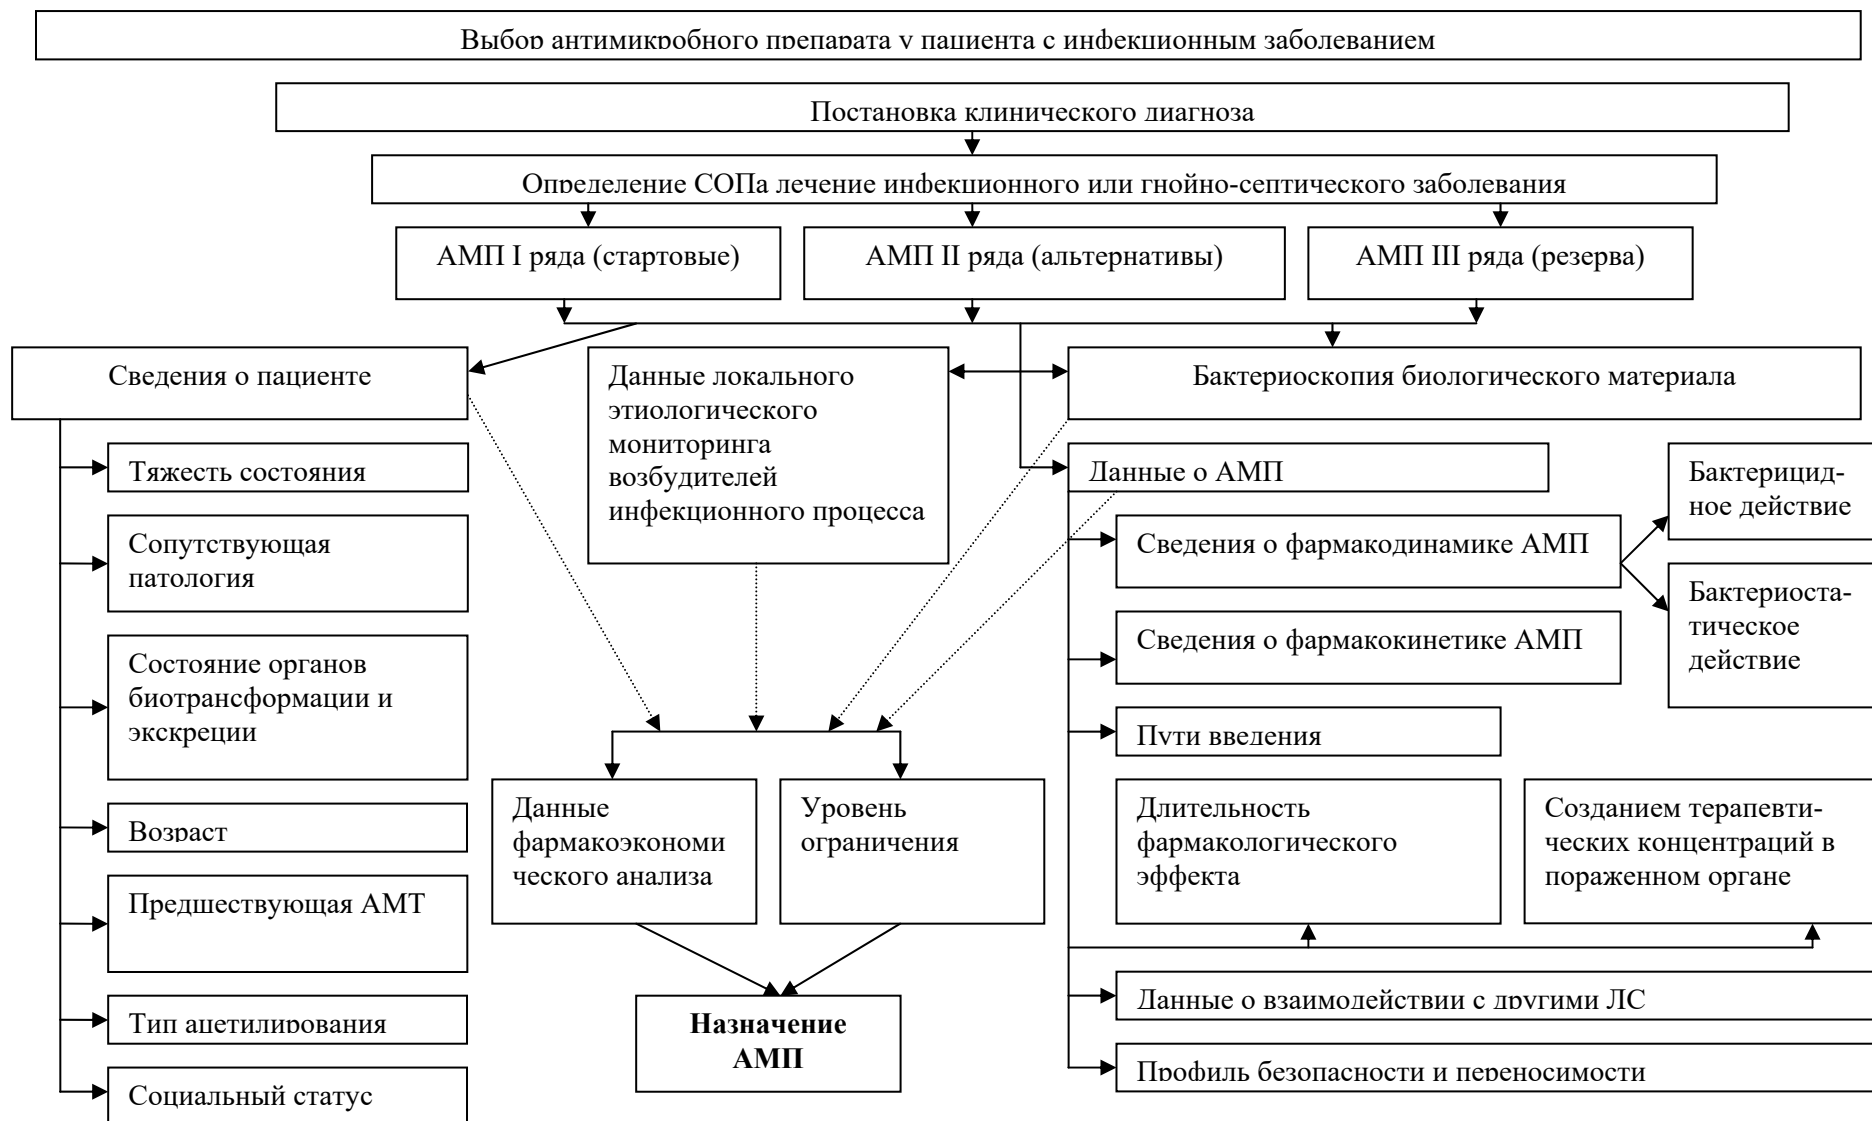 Выбор антимикробного препарата у пациента с инфекционным заболеванием
Постановка клинического диагноза
Определение СОПа лечение инфекционного или гнойно-септического заболевания
АМП I ряда (стартовые)
АМП II ряда (альтернативы)
АМП III ряда (резерва)
Сведения о пациенте
Тяжесть состояния
Сопутствующая
патология
Состояние органов
биотрансформации и
экскреции
Возраст
Предшествующая АМТ
Тип ацетилирования
Социальный статус
Данные локального
этиологического
мониторинга
возбудителей
инфекционного процесса
Данные
фармакоэкономи
ческого анализа
Уровень
ограничения
Назначение
АМП
Бактериоскопия биологического материала
Данные о АМП
Сведения о фармакодинамике АМП
Бактерицид-
ное действие
Бактериоста-
тическое
действие
Сведения о фармакокинетике АМП
Пути введения
Длительность
фармакологического
эффекта
Созданием терапевти-
ческих концентраций в
пораженном органе
Данные о взаимодействии с другими ЛС
Профиль безопасности и переносимости